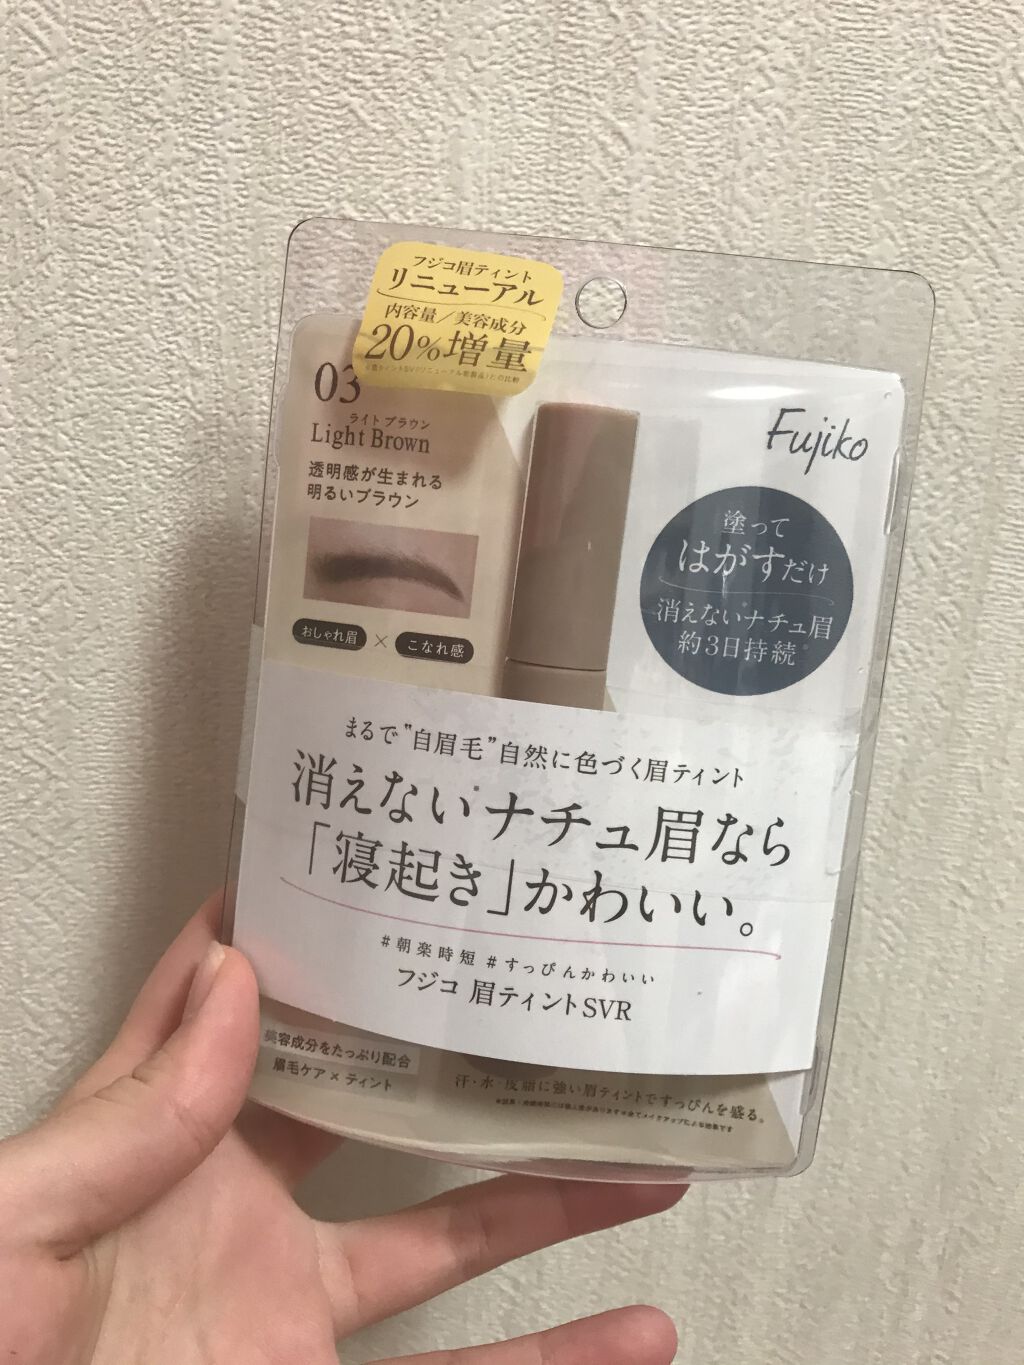 フジコ眉ティント
リニューアル
内容量/美容成分
20%増量
03
ライト ブラウン
Light Brown
透明感が生まれる
明るいブラウン
おしゃれ眉 × こなれ感
Fujiko
塗って
はがすだけ
消えないナチュ眉
約3日持続※
まるで"自眉毛"自然に色づく眉ティント
消えない※ナチュ眉なら
「寝起き」かわいい。
#朝楽時短 #すっぴんかわいい
フジコ 眉ティントSVR
美容成分をたっぷり配合
眉毛ケア×ティント
汗・水・皮脂に強い眉ティントですっぴんを盛る。